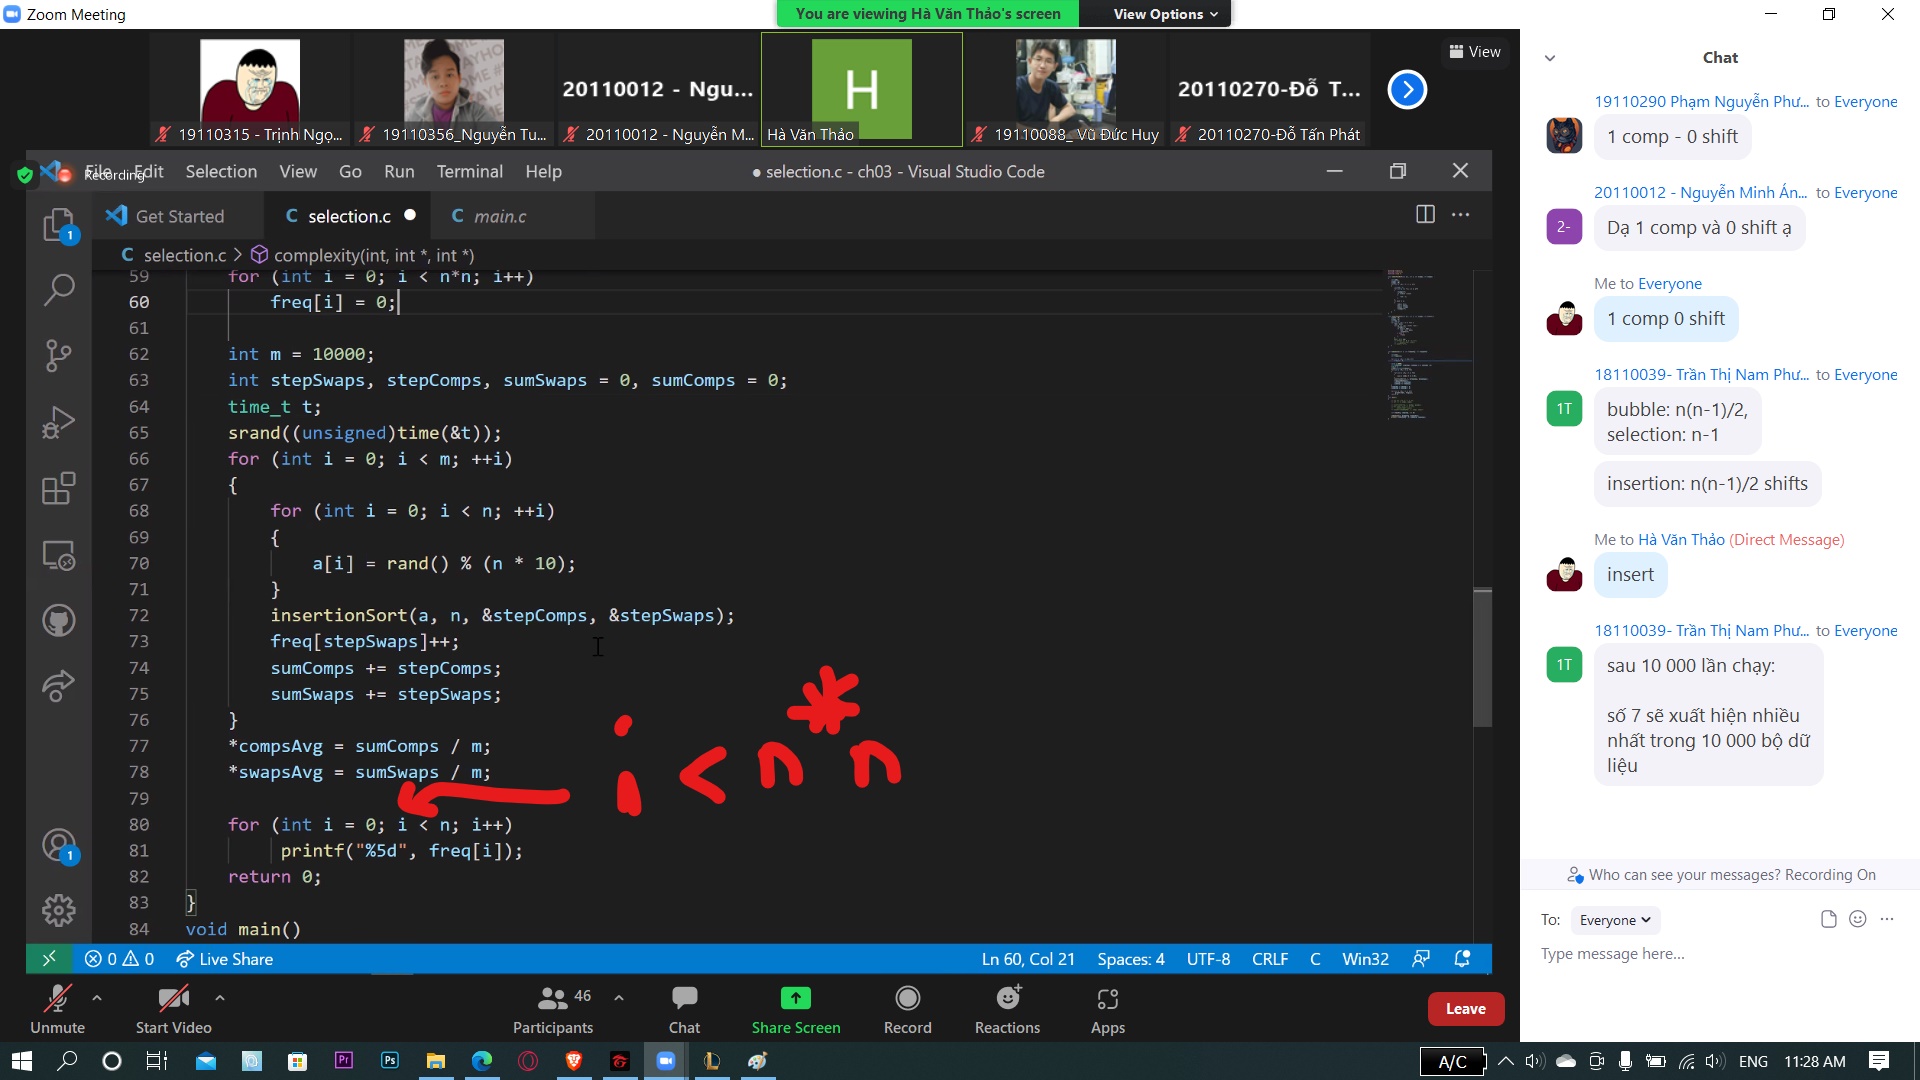 Zoom Meeting
You are viewing Hà Văn Thảo's screen
View Options
View
20110012 - Ngu...
H
20110270-Đỗ T...
19110315 - Trịnh Ngọ...
19110356_Nguyễn Tu...
20110012 - Nguyễn M...
Hà Văn Thảo
19110088_ Vũ Đức Huy
20110270-Đỗ Tấn Phát
Recording
File Edit Selection View Go Run Terminal Help
● selection.c - ch03 - Visual Studio Code
Get Started
C selection.c
C main.c
C selection.c > complexity(int, int *, int *)
59 for (int i = 0; i < n*n; i++)
60 freq[i] = 0;
61
62 int m = 10000;
63 int stepSwaps, stepComps, sumSwaps = 0, sumComps = 0;
64 time_t t;
65 srand((unsigned)time(&t));
66 for (int i = 0; i < m; ++i)
67 {
68 for (int i = 0; i < n; ++i)
69 {
70 a[i] = rand() % (n * 10);
71 }
72 insertionSort(a, n, &stepComps, &stepSwaps);
73 freq[stepSwaps]++;
74 sumComps += stepComps;
75 sumSwaps += stepSwaps;
76 }
77 *compsAvg = sumComps / m;
78 *swapsAvg = sumSwaps / m;
79
80 for (int i = 0; i < n; i++)
81 printf("%5d", freq[i]);
82 return 0;
83 }
84 void main()
i < n * n
1
1
0 0
Live Share
Ln 60, Col 21
Spaces: 4
UTF-8
CRLF
C
Win32
Unmute
Start Video
46
Participants
Chat
Share Screen
Record
Reactions
Apps
Leave
Chat
19110290 Phạm Nguyễn Phư... to Everyone
1 comp - 0 shift
20110012 - Nguyễn Minh Án... to Everyone
2-
Dạ 1 comp và 0 shift ạ
Me to Everyone
1 comp 0 shift
18110039- Trần Thị Nam Phư... to Everyone
1T
bubble: n(n-1)/2,
selection: n-1
insertion: n(n-1)/2 shifts
Me to Hà Văn Thảo (Direct Message)
insert
18110039- Trần Thị Nam Phư... to Everyone
1T
sau 10 000 lần chạy:
số 7 sẽ xuất hiện nhiều
nhất trong 10 000 bộ dữ
liệu
Who can see your messages? Recording On
To: Everyone
Type message here...
Pr
Ps
A/C
ENG
11:28 AM